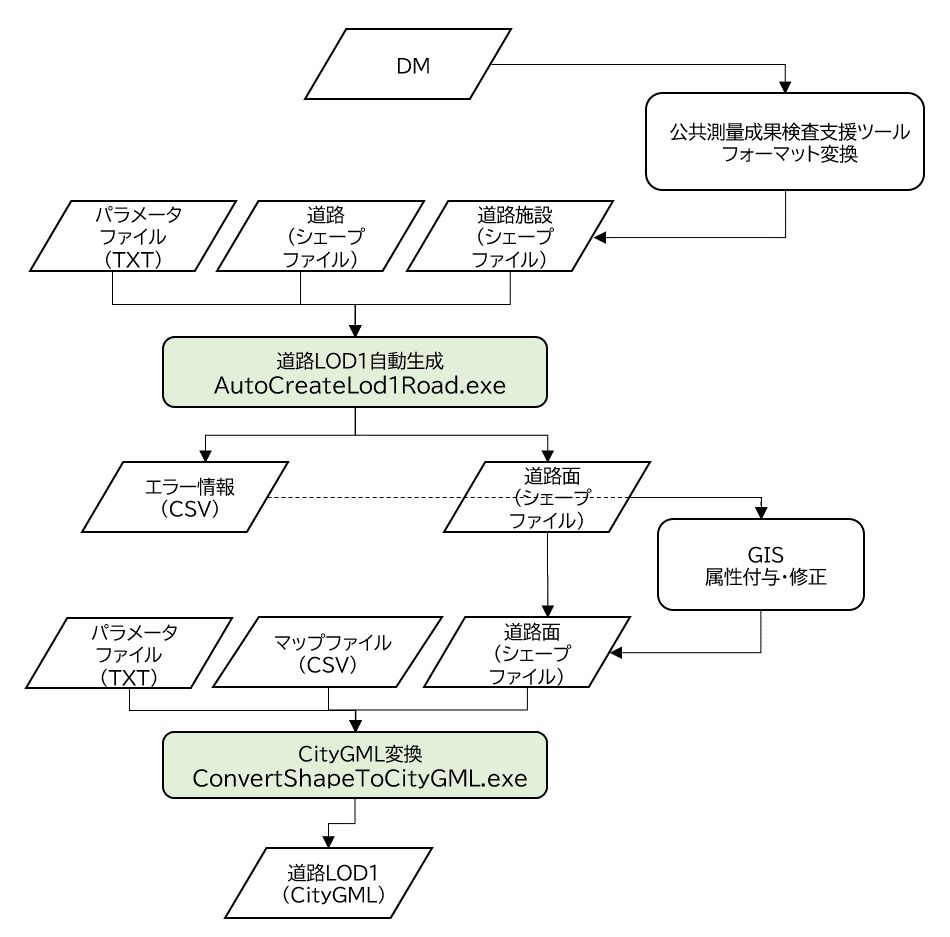 DM
公共測量成果検査支援ツール
フォーマット変換
パラメータ
ファイル
(TXT)
道路
(シェープ
ファイル)
道路施設
(シェープ
ファイル)
道路LOD1自動生成
AutoCreateLod1Road.exe
エラー情報
(CSV)
道路面
(シェープ
ファイル)
GIS
属性付与・修正
パラメータ
ファイル
(TXT)
マップファイル
(CSV)
道路面
(シェープ
ファイル)
CityGML変換
ConvertShapeToCityGML.exe
道路LOD1
(CityGML)